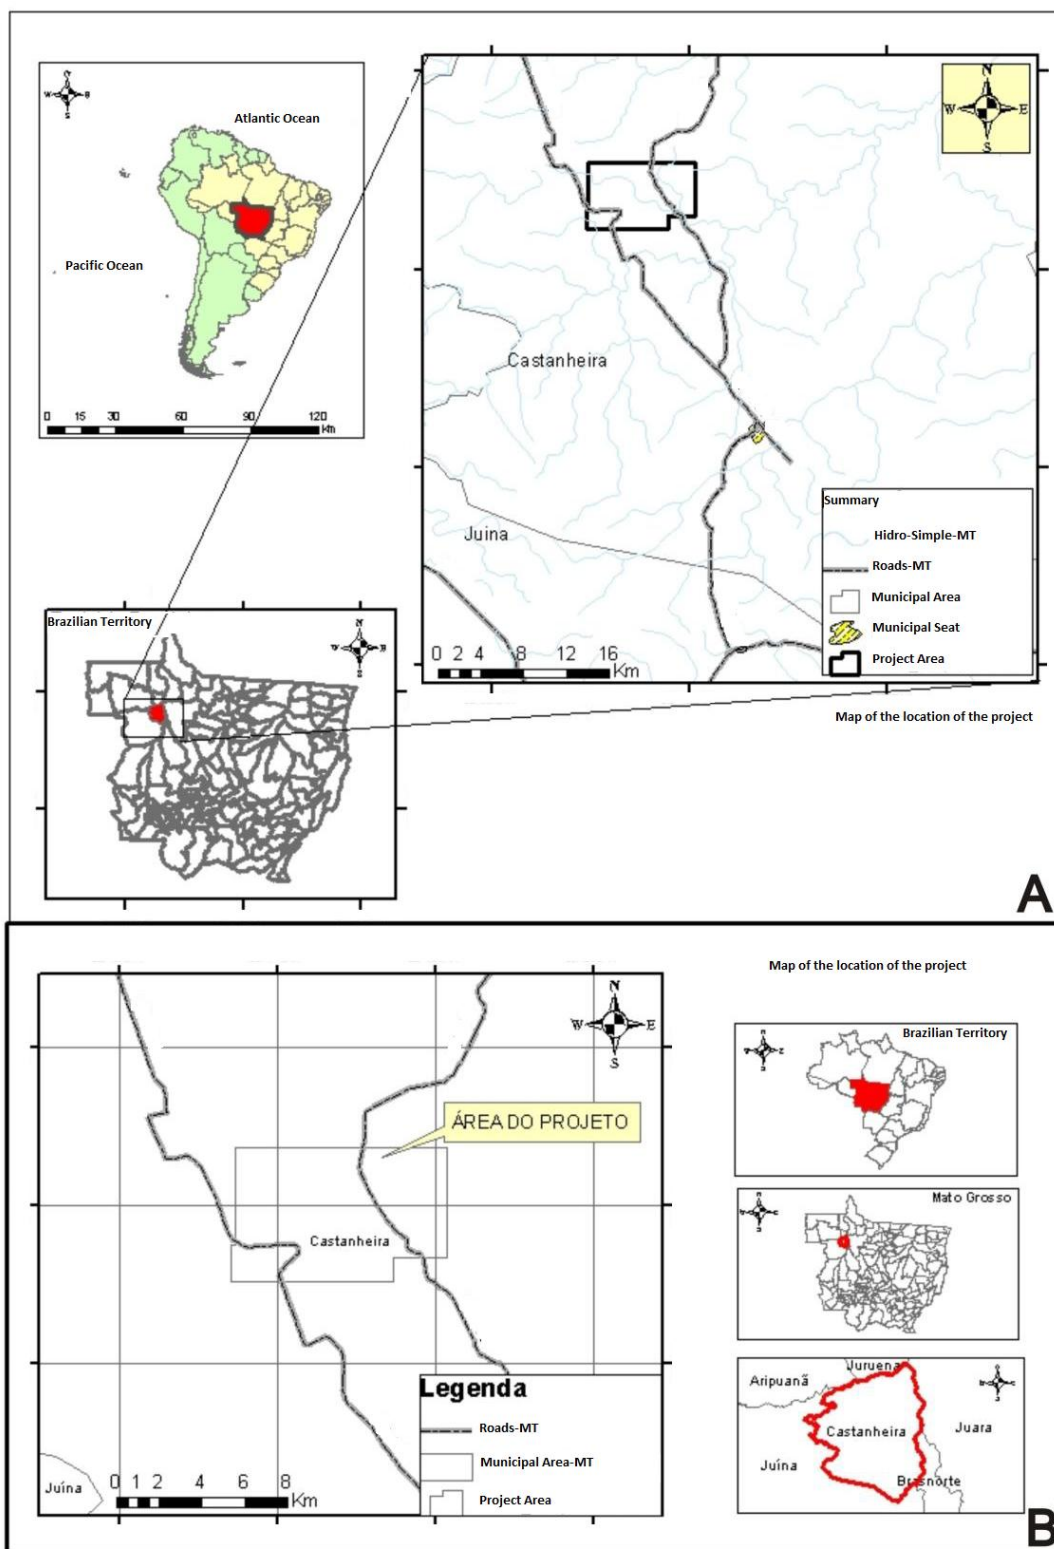 Atlantic Ocean
Pacific Ocean
0 15 30 60 90 120
km
N
W E
S
Castanheira
Juina
Summary
Hidro-Simple-MT
Roads-MT
Municipal Area
Municipal Seat
Project Area
0 2 4 8 12 16
Km
Map of the location of the project
Brazilian Territory
N
W E
A
Map of the location of the project
N
W E
S
ÁREA DO PROJETO
Castanheira
Juína
Legenda
Roads-MT
Municipal Area-MT
Project Area
0 1 2 4 6 8
Km
Brazilian Territory
Mato Grosso
Juruena
Aripuanã
Castanheira
Juara
Juína
Brasnorte
B